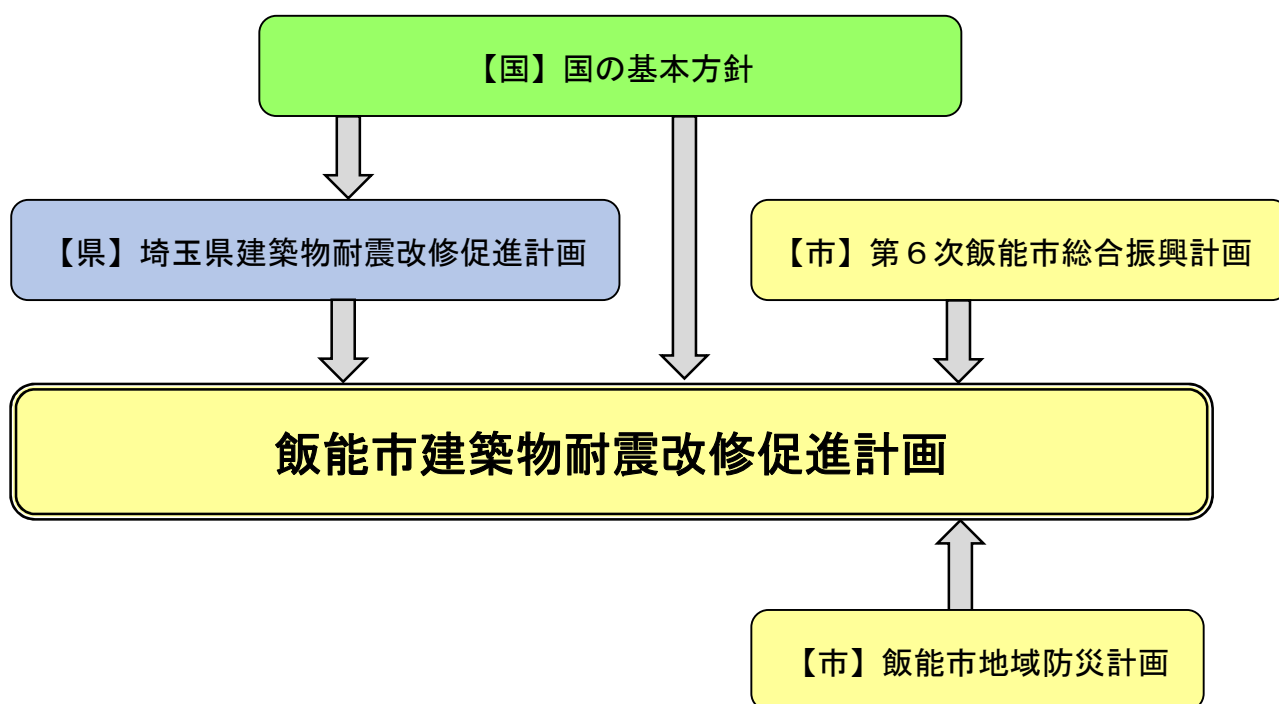 【国】国の基本方針
【県】埼玉県建築物耐震改修促進計画
【市】第６次飯能市総合振興計画
飯能市建築物耐震改修促進計画
【市】飯能市地域防災計画